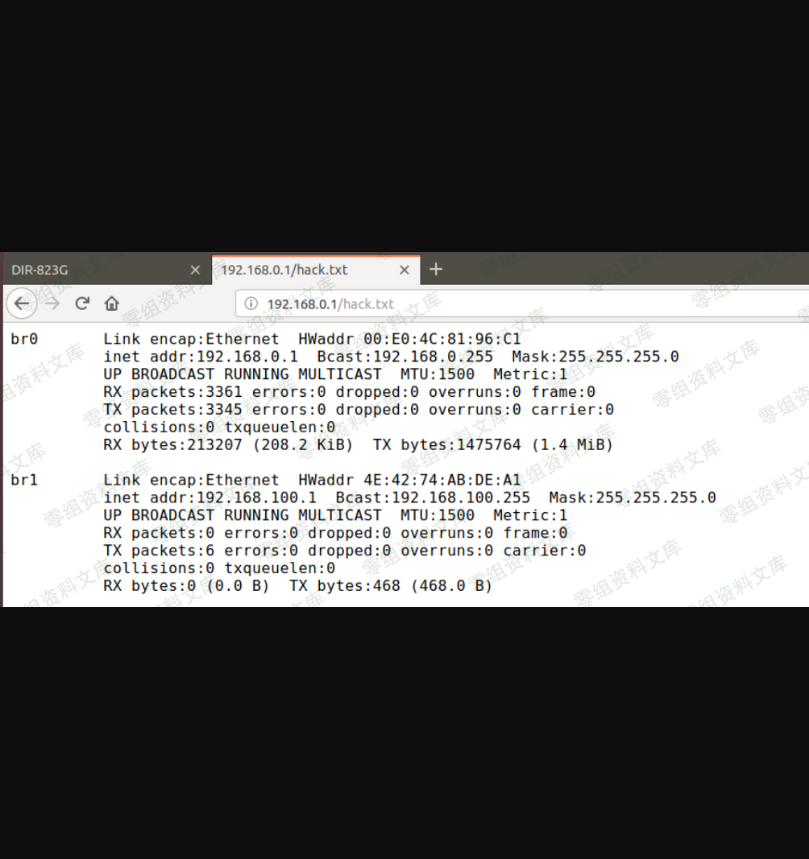 DIR-823G
192.168.0.1/hack.txt
192.168.0.1/hack.txt
br0 Link encap:Ethernet HWaddr 00:E0:4C:81:96:C1
inet addr:192.168.0.1 Bcast:192.168.0.255 Mask:255.255.255.0
UP BROADCAST RUNNING MULTICAST MTU:1500 Metric:1
RX packets:3361 errors:0 dropped:0 overruns:0 frame:0
TX packets:3345 errors:0 dropped:0 overruns:0 carrier:0
collisions:0 txqueuelen:0
RX bytes:213207 (208.2 KiB) TX bytes:1475764 (1.4 MiB)
br1 Link encap:Ethernet HWaddr 4E:42:74:AB:DE:A1
inet addr:192.168.100.1 Bcast:192.168.100.255 Mask:255.255.255.0
UP BROADCAST RUNNING MULTICAST MTU:1500 Metric:1
RX packets:0 errors:0 dropped:0 overruns:0 frame:0
TX packets:6 errors:0 dropped:0 overruns:0 carrier:0
collisions:0 txqueuelen:0
RX bytes:0 (0.0 B) TX bytes:468 (468.0 B)
零组资料文库